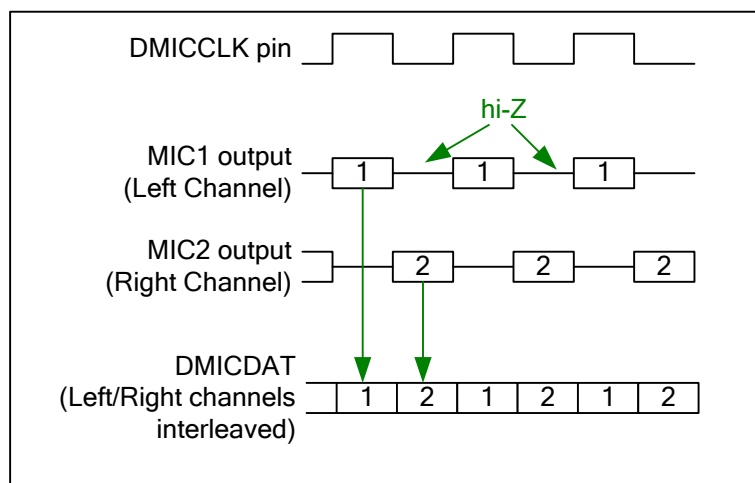 DMICCLK pin
hi-Z
MIC1 output
(Left Channel)
1 1 1
MIC2 output
(Right Channel)
2 2 2
DMICDAT
(Left/Right channels
interleaved)
1 2 1 2 1 2